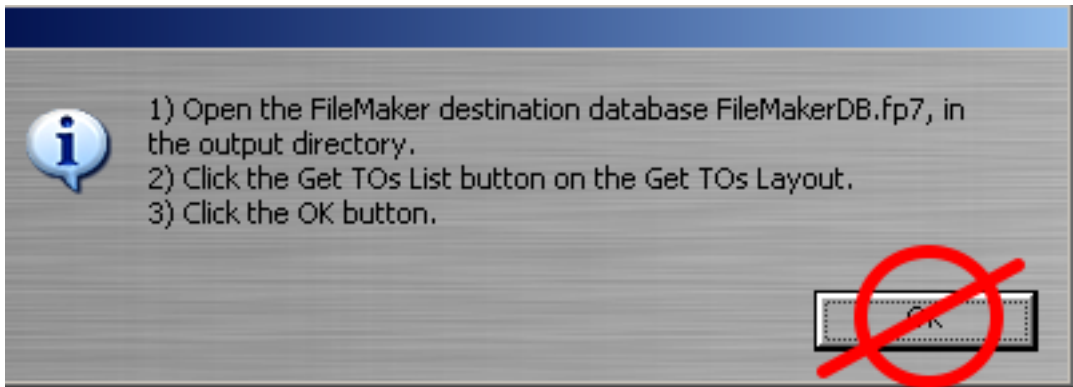 1) Open the FileMaker destination database FileMakerDB.fp7, in
the output directory.
2) Click the Get TOs List button on the Get TOs Layout.
3) Click the OK button.
OK